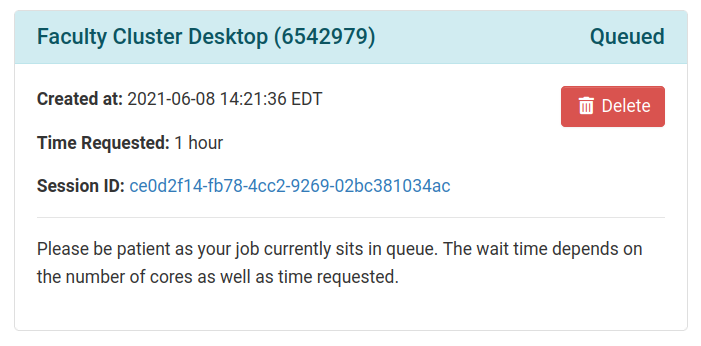 Faculty Cluster Desktop (6542979) Queued
Created at: 2021-06-08 14:21:36 EDT
Delete
Time Requested: 1 hour
Session ID: ce0d2f14-fb78-4cc2-9269-02bc381034ac
Please be patient as your job currently sits in queue. The wait time depends on
the number of cores as well as time requested.